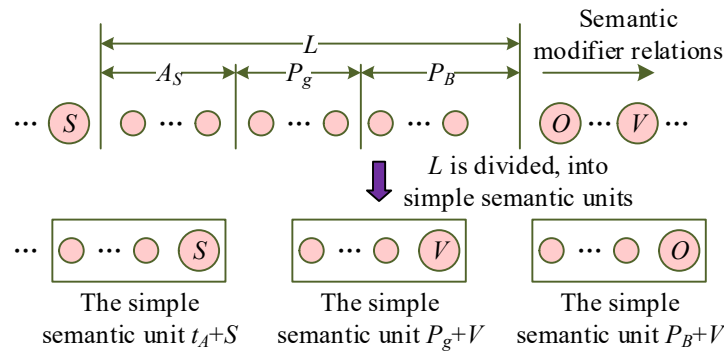 Semantic
modifier relations
L
A_S P_g P_B
··· S ··· ··· ··· O ··· V ···
L is divided, into
simple semantic units
··· ··· S ··· V ··· O
The simple The simple The simple
semantic unit t_A+S semantic unit P_g+V semantic unit P_B+V